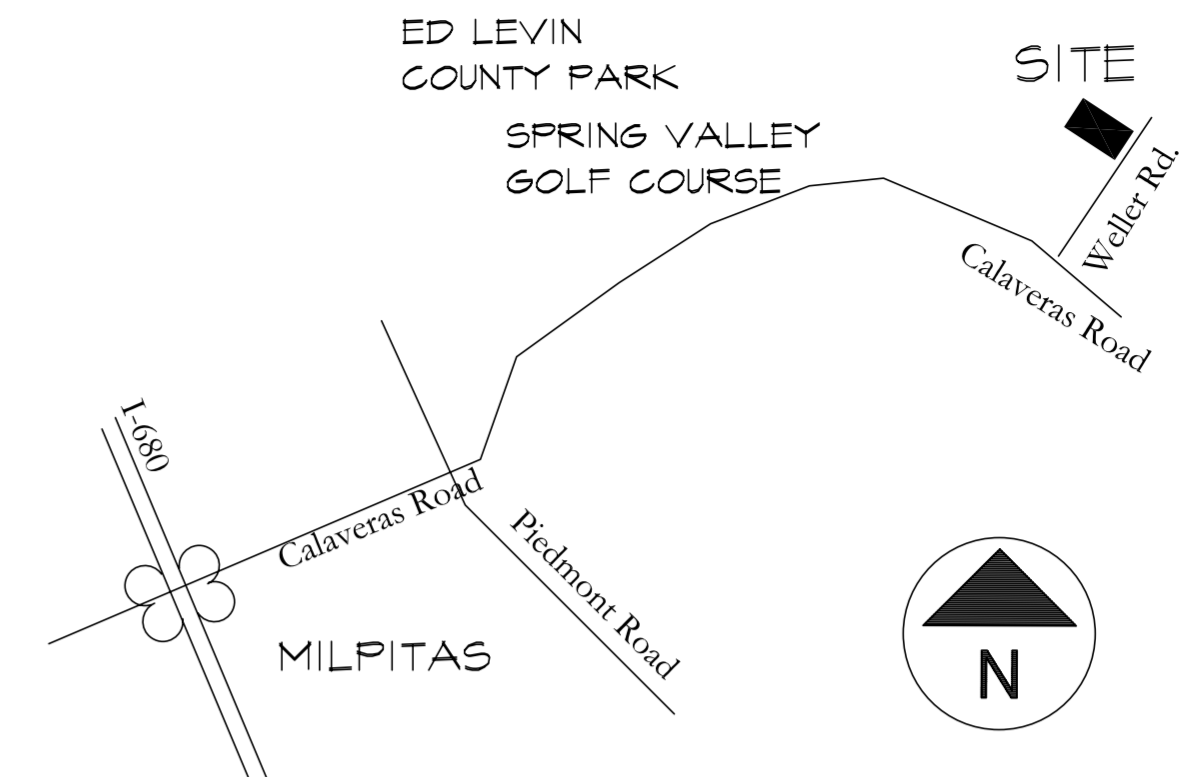 ED LEVIN
COUNTY PARK
SITE
SPRING VALLEY
GOLF COURSE
Weller Rd.
Calaveras Road
I-680
Calaveras Road
Piedmont Road
MILPITAS
N